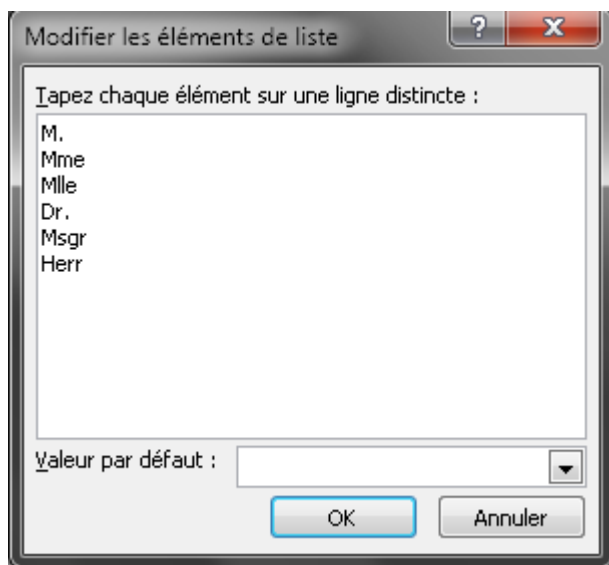 Modifier les éléments de liste
Tapez chaque élément sur une ligne distincte :
M.
Mme
Mlle
Dr.
Msgr
Herr
Valeur par défaut :
OK
Annuler